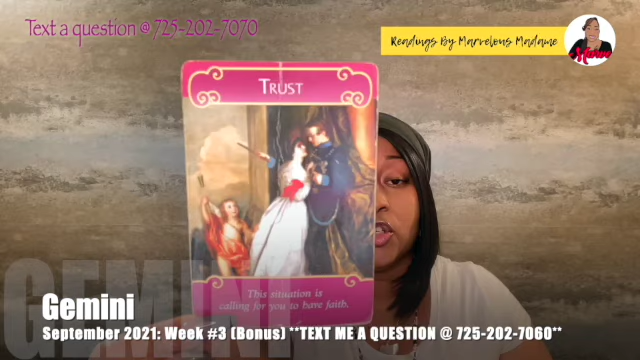 Text a question @ 725-202-7070
Readings By Marvelous Madame
TRUST
This situation is
calling for you to have faith.
GEMINI
Gemini
September 2021: Week #3 (Bonus) **TEXT ME A QUESTION @ 725-202-7060**